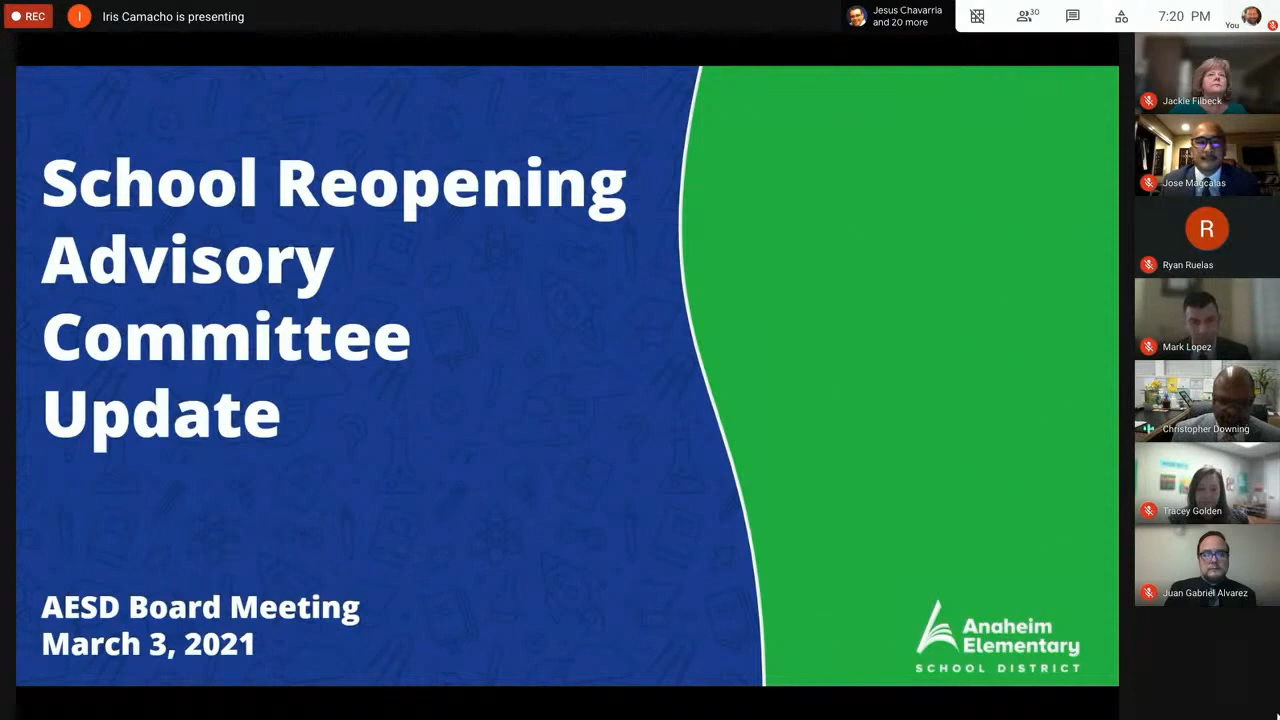 REC
I
Iris Camacho is presenting
Jesus Chavarria
and 20 more
30
7:20 PM
You
School Reopening
Advisory
Committee
Update
AESD Board Meeting
March 3, 2021
Anaheim
Elementary
SCHOOL DISTRICT
Jackie Filbeck
Jose Magcalas
R
Ryan Ruelas
Mark Lopez
Christopher Downing
Tracey Golden
Juan Gabriel Alvarez